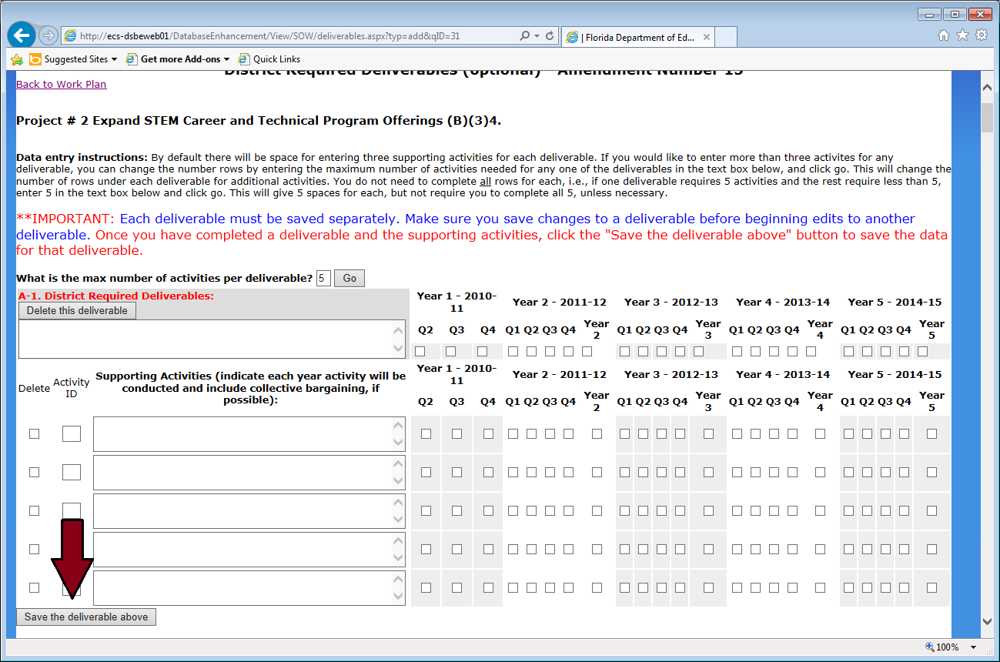 http://ecs-dsbeweb01/DatabaseEnhancement/View/SOW/deliverables.aspx?typ=add&qID=31
| Florida Department of Ed...
Suggested Sites
Get more Add-ons
Quick Links
District Required Deliverables (optional) - Amendment Number 15
Back to Work Plan
Project # 2 Expand STEM Career and Technical Program Offerings (B)(3)4.
Data entry instructions: By default there will be space for entering three supporting activities for each deliverable. If you would like to enter more than three activites for any
deliverable, you can change the number rows by entering the maximum number of activities needed for any one of the deliverables in the text box below, and click go. This will change the
number of rows under each deliverable for additional activities. You do not need to complete all rows for each, i.e., if one deliverable requires 5 activities and the rest require less than 5,
enter 5 in the text box below and click go. This will give 5 spaces for each, but not require you to complete all 5, unless necessary.
**IMPORTANT: Each deliverable must be saved separately. Make sure you save changes to a deliverable before beginning edits to another
deliverable. Once you have completed a deliverable and the supporting activities, click the "Save the deliverable above" button to save the data
for that deliverable.
What is the max number of activities per deliverable? 5 Go
A-1. District Required Deliverables:
Delete this deliverable
Year 1 - 2010-
11
Year 2 - 2011-12
Year 3 - 2012-13
Year 4 - 2013-14
Year 5 - 2014-15
Q2 Q3 Q4 Q1 Q2 Q3 Q4 Year
2
Q1 Q2 Q3 Q4 Year
3
Q1 Q2 Q3 Q4 Year
4
Q1 Q2 Q3 Q4 Year
5
Delete
Activity
ID
Supporting Activities (indicate each year activity will be
conducted and include collective bargaining, if
possible):
Year 1 - 2010-
11
Year 2 - 2011-12
Year 3 - 2012-13
Year 4 - 2013-14
Year 5 - 2014-15
Q2 Q3 Q4 Q1 Q2 Q3 Q4 Year
2
Q1 Q2 Q3 Q4 Year
3
Q1 Q2 Q3 Q4 Year
4
Q1 Q2 Q3 Q4 Year
5
Save the deliverable above
100%